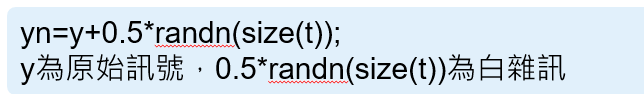 yn=y+0.5*randn(size(t));
y為原始訊號，0.5*randn(size(t))為白雜訊